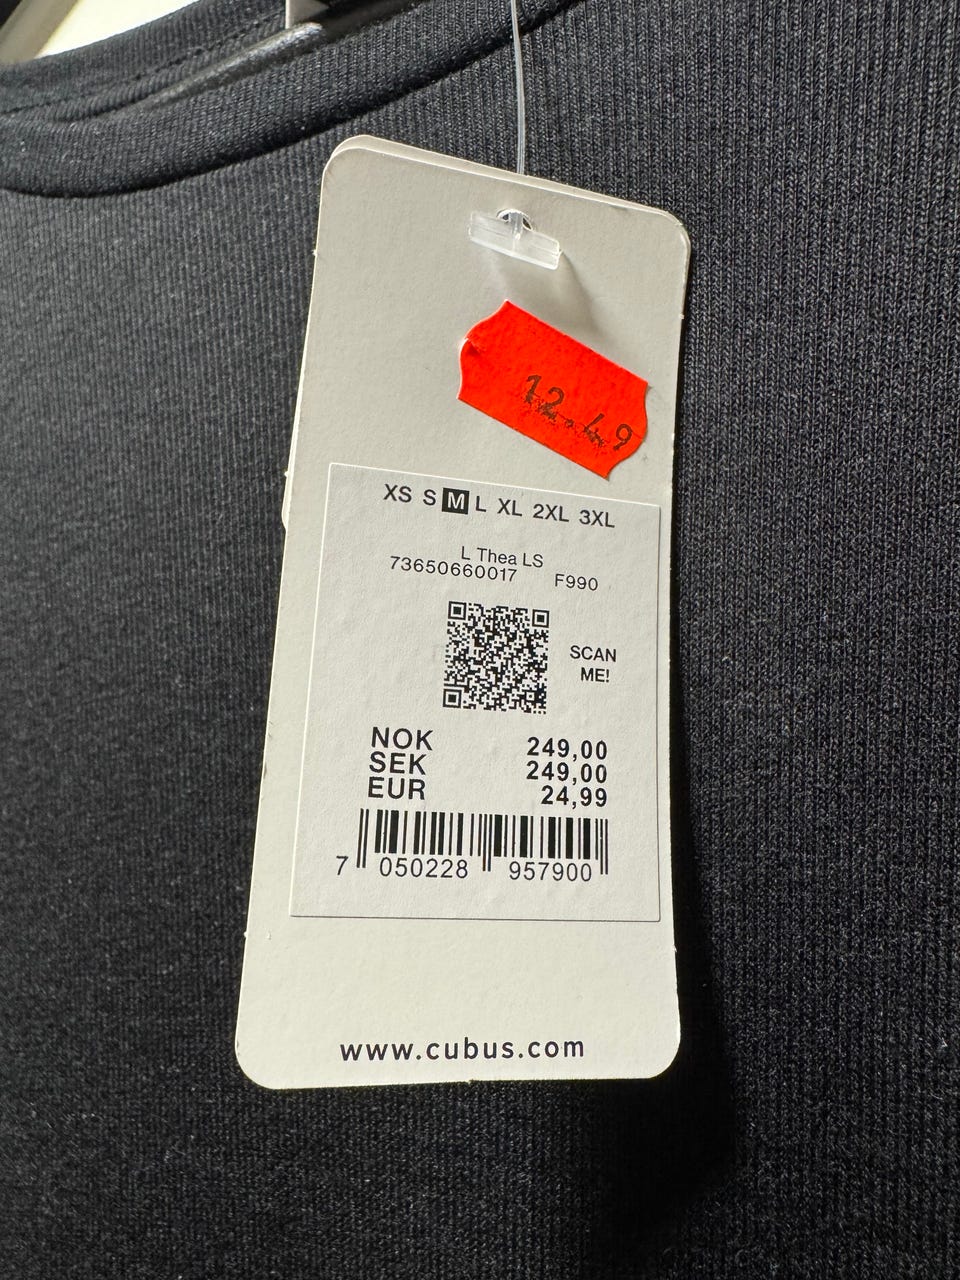 12.49
XS S M L XL 2XL 3XL
L Thea LS
73650660017 F990
SCAN
ME!
NOK 249,00
SEK 249,00
EUR 24,99
7 050228 957900
www.cubus.com